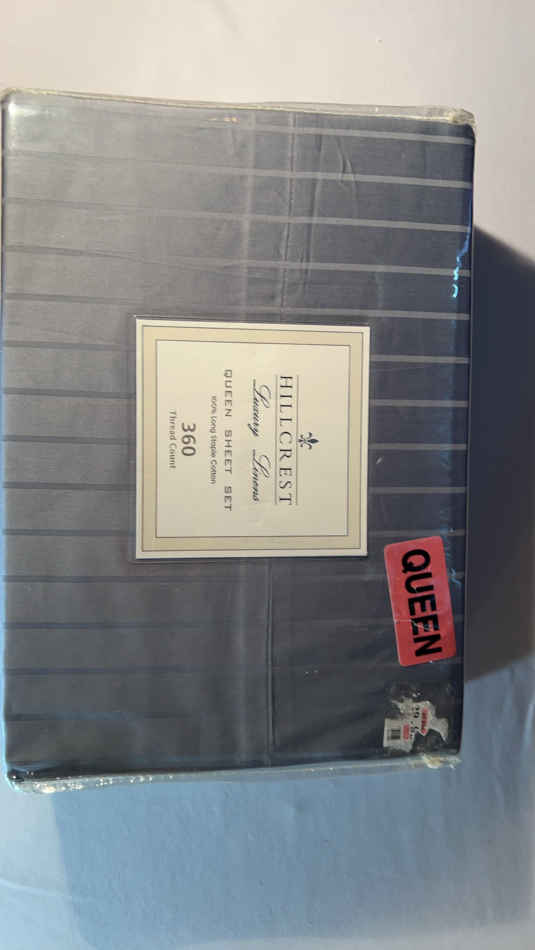 HILLCREST
Luxury Linens
QUEEN SHEET SET
100% Long Staple Cotton
360
Thread Count
QUEEN